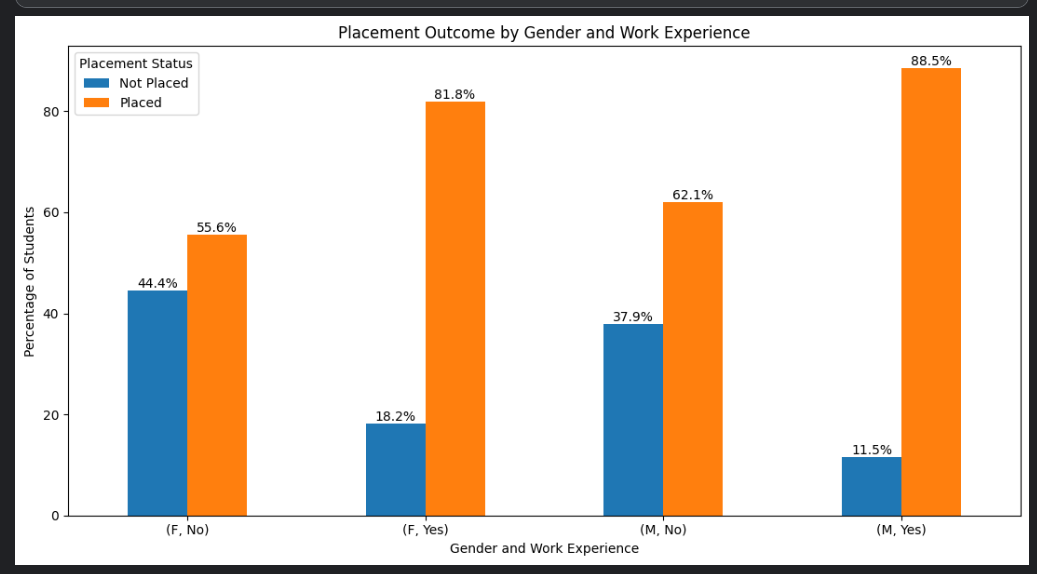 Placement Outcome by Gender and Work Experience
Placement Status
Not Placed
Placed
88.5%
81.8%
62.1%
55.6%
44.4%
37.9%
18.2%
11.5%
80
60
40
20
0
Percentage of Students
(F, No)
(F, Yes)
(M, No)
(M, Yes)
Gender and Work Experience